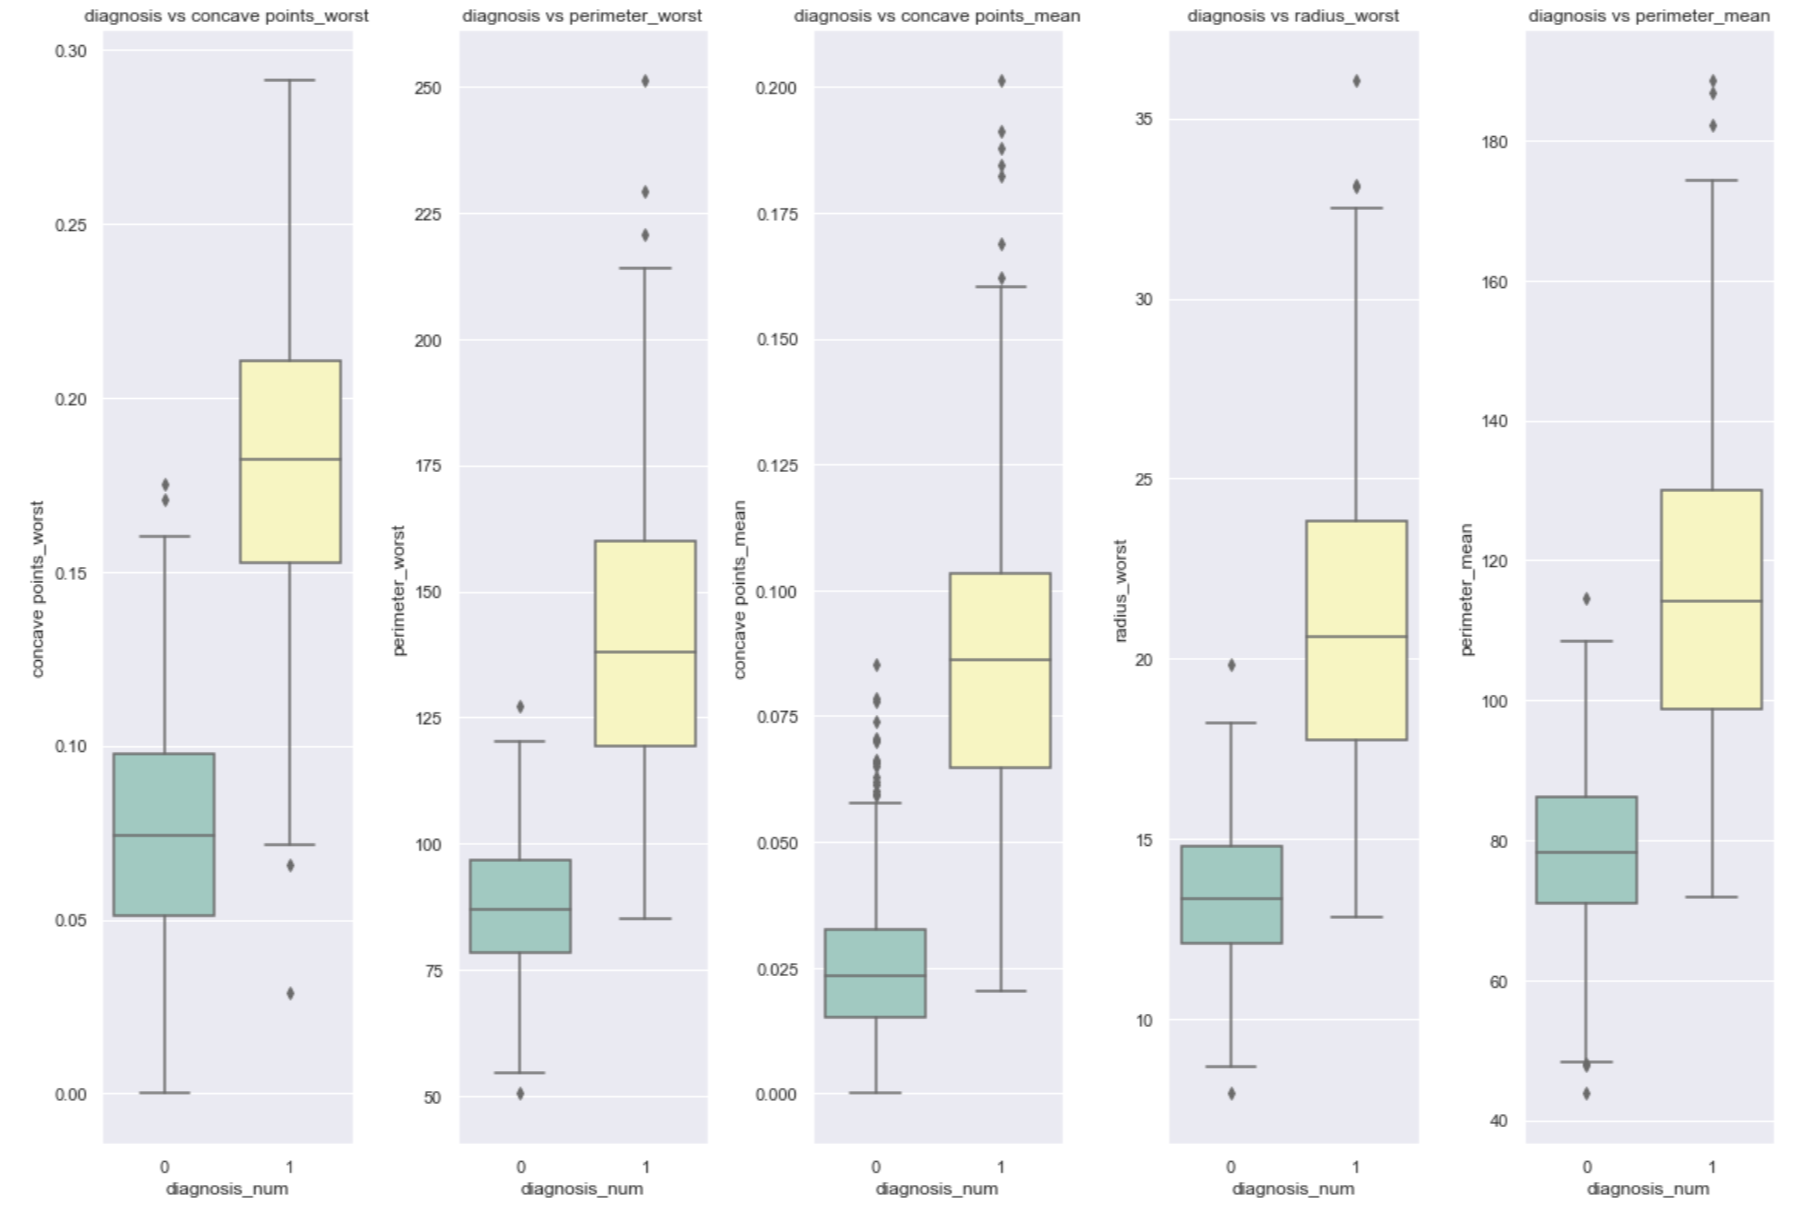 diagnosis vs concave points_worst
0.30
0.25
0.20
0.15
0.10
0.05
0.00
concave points_worst
0 1
diagnosis_num
diagnosis vs perimeter_worst
250
225
200
175
150
125
100
75
50
perimeter_worst
0 1
diagnosis_num
diagnosis vs concave points_mean
0.200
0.175
0.150
0.125
0.100
0.075
0.050
0.025
0.000
concave points_mean
0 1
diagnosis_num
diagnosis vs radius_worst
35
30
25
20
15
10
radius_worst
0 1
diagnosis_num
diagnosis vs perimeter_mean
180
160
140
120
100
80
60
40
perimeter_mean
0 1
diagnosis_num